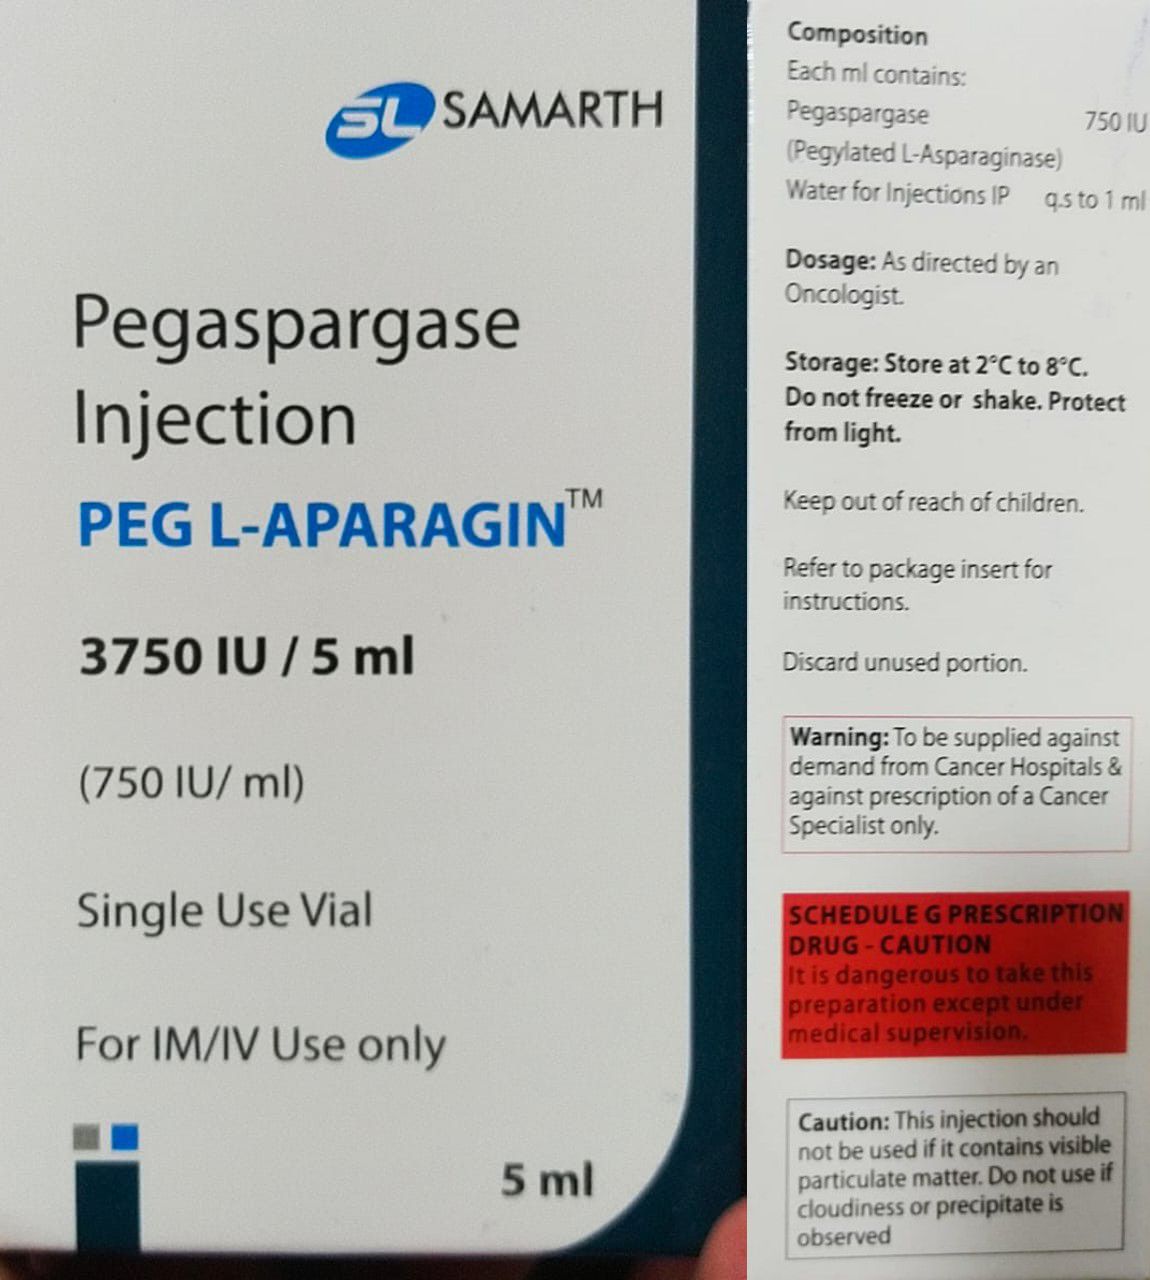 SL SAMARTH
Pegaspargase
Injection
PEG L-APARAGIN™
3750 IU / 5 ml
(750 IU/ ml)
Single Use Vial
For IM/IV Use only
5 ml
Composition
Each ml contains:
Pegaspargase 750 IU
(Pegylated L-Asparaginase)
Water for Injections IP q.s to 1 ml
Dosage: As directed by an
Oncologist.
Storage: Store at 2°C to 8°C.
Do not freeze or shake. Protect
from light.
Keep out of reach of children.
Refer to package insert for
instructions.
Discard unused portion.
Warning: To be supplied against
demand from Cancer Hospitals &
against prescription of a Cancer
Specialist only.
SCHEDULE G PRESCRIPTION
DRUG - CAUTION
It is dangerous to take this
preparation except under
medical supervision.
Caution: This injection should
not be used if it contains visible
particulate matter. Do not use if
cloudiness or precipitate is
observed